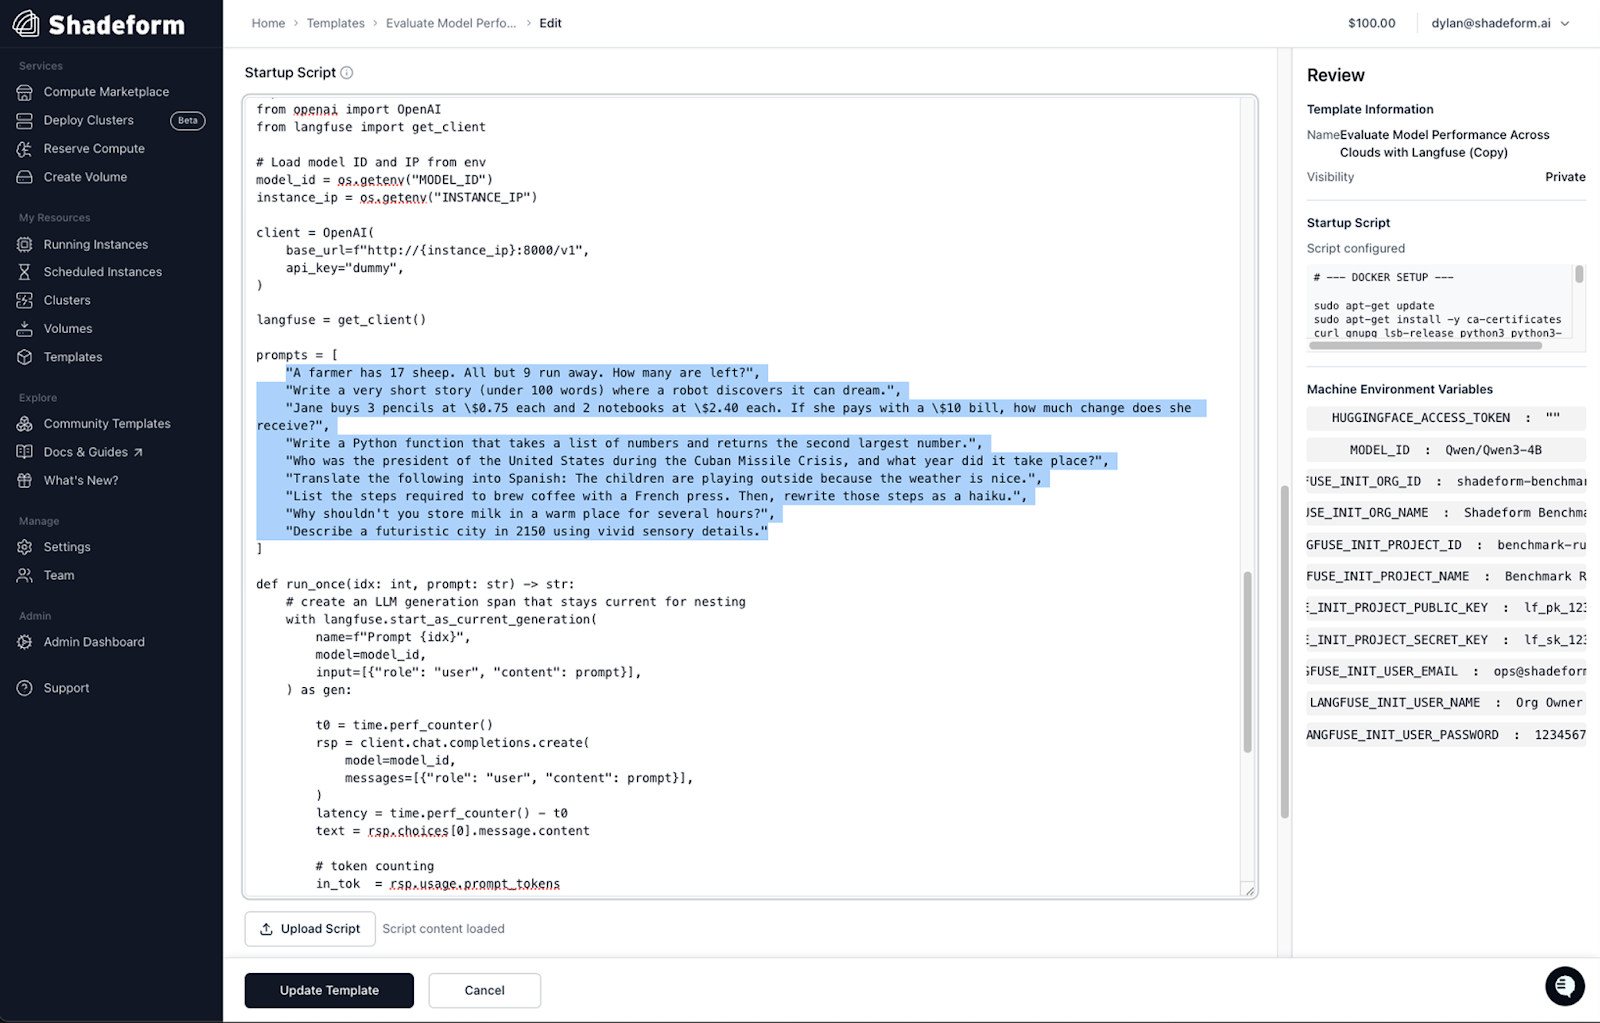 Shadeform
Home > Templates > Evaluate Model Perfo... > Edit
$100.00
dylan@shadeform.ai
Services
Compute Marketplace
Deploy Clusters Beta
Reserve Compute
Create Volume
My Resources
Running Instances
Scheduled Instances
Clusters
Volumes
Templates
Explore
Community Templates
Docs & Guides ↗
What's New?
Manage
Settings
Team
Admin
Admin Dashboard
Support
Startup Script
from openai import OpenAI
from langfuse import get_client
# Load model ID and IP from env
model_id = os.getenv("MODEL_ID")
instance_ip = os.getenv("INSTANCE_IP")
client = OpenAI(
base_url=f"http://{instance_ip}:8000/v1",
api_key="dummy",
)
langfuse = get_client()
prompts = [
"A farmer has 17 sheep. All but 9 run away. How many are left?",
"Write a very short story (under 100 words) where a robot discovers it can dream.",
"Jane buys 3 pencils at \$0.75 each and 2 notebooks at \$2.40 each. If she pays with a \$10 bill, how much change does she
receive?",
"Write a Python function that takes a list of numbers and returns the second largest number.",
"Who was the president of the United States during the Cuban Missile Crisis, and what year did it take place?",
"Translate the following into Spanish: The children are playing outside because the weather is nice.",
"List the steps required to brew coffee with a French press. Then, rewrite those steps as a haiku.",
"Why shouldn't you store milk in a warm place for several hours?",
"Describe a futuristic city in 2150 using vivid sensory details."
]
def run_once(idx: int, prompt: str) -> str:
# create an LLM generation span that stays current for nesting
with langfuse.start_as_current_generation(
name=f"Prompt {idx}",
model=model_id,
input=[{"role": "user", "content": prompt}],
) as gen:
t0 = time.perf_counter()
rsp = client.chat.completions.create(
model=model_id,
messages=[{"role": "user", "content": prompt}],
)
latency = time.perf_counter() - t0
text = rsp.choices[0].message.content
# token counting
in_tok = rsp.usage.prompt_tokens
Upload Script
Script content loaded
Update Template
Cancel
Review
Template Information
Name Evaluate Model Performance Across
Clouds with Langfuse (Copy)
Visibility Private
Startup Script
Script configured
# --- DOCKER SETUP ---
sudo apt-get update
sudo apt-get install -y ca-certificates
curl gnupg lsb-release python3 python3-
Machine Environment Variables
HUGGINGFACE_ACCESS_TOKEN : ""
MODEL_ID : Qwen/Qwen3-4B
FUSE_INIT_ORG_ID : shadeform-benchmar
USE_INIT_ORG_NAME : Shadeform Benchma
GFUSE_INIT_PROJECT_ID : benchmark-ru
FUSE_INIT_PROJECT_NAME : Benchmark R
E_INIT_PROJECT_PUBLIC_KEY : lf_pk_123
E_INIT_PROJECT_SECRET_KEY : lf_sk_123
GFUSE_INIT_USER_EMAIL : ops@shadeform
LANGFUSE_INIT_USER_NAME : Org Owner
ANGFUSE_INIT_USER_PASSWORD : 1234567